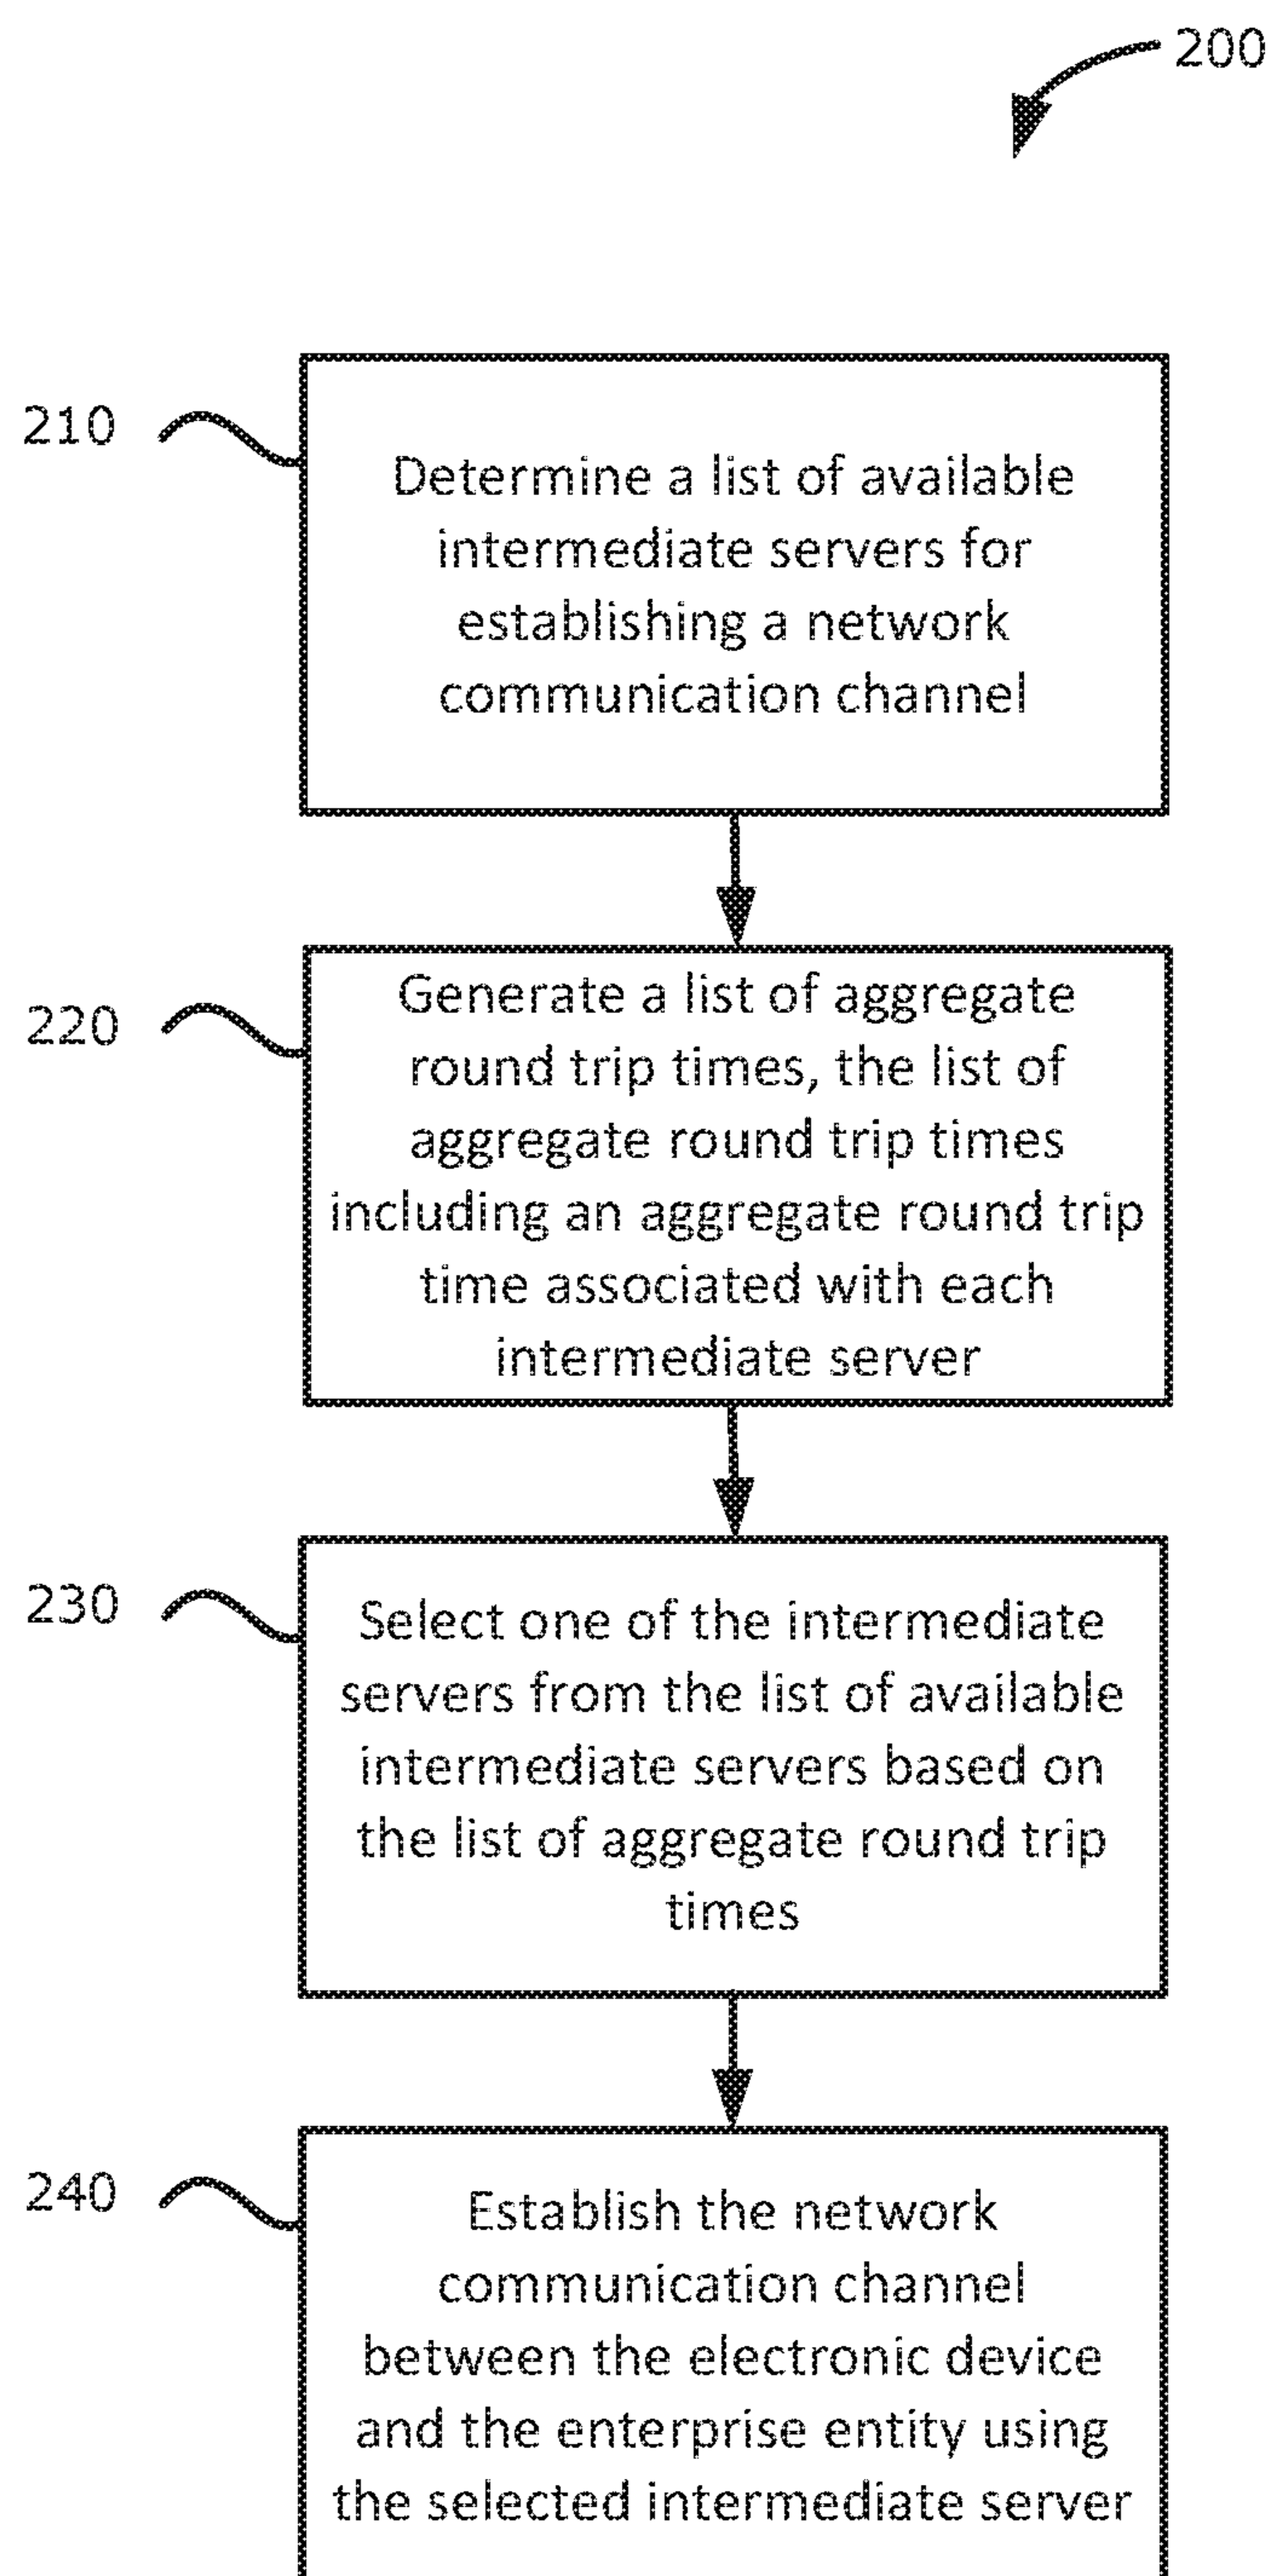 200
210
Determine a list of available
intermediate servers for
establishing a network
communication channel
220
Generate a list of aggregate
round trip times, the list of
aggregate round trip times
including an aggregate round trip
time associated with each
intermediate server
230
Select one of the intermediate
servers from the list of available
intermediate servers based on
the list of aggregate round trip
times
240
Establish the network
communication channel
between the electronic device
and the enterprise entity using
the selected intermediate server